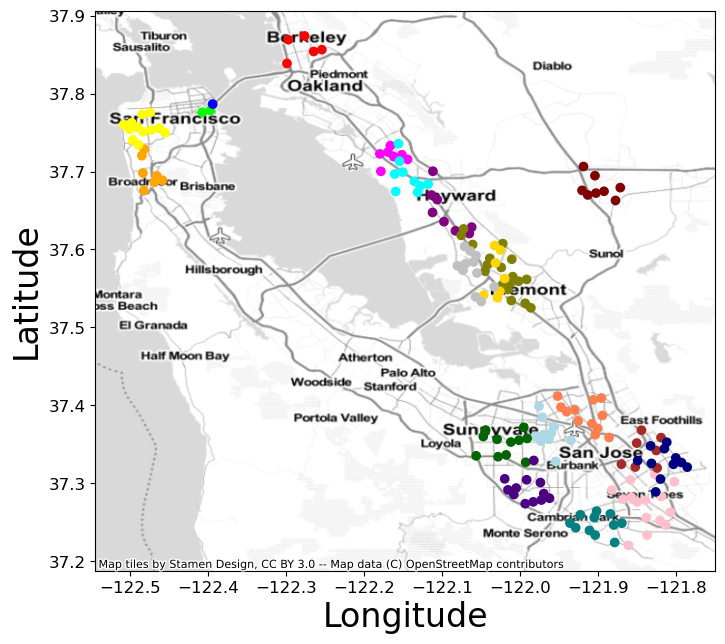 37.9
37.8
37.7
37.6
37.5
37.4
37.3
37.2
Latitude
Tiburon
Sausalito
Berkeley
Piedmont
Oakland
Diablo
San Francisco
Broadmoor
Brisbane
Hayward
Hillsborough
Sunol
Fremont
Montara
oss Beach
El Granada
Half Moon Bay
Atherton
Palo Alto
Woodside
Stanford
Portola Valley
East Foothills
Sunnyvale
Loyola
San Jose
Burbank
Seven Trees
Cambrian Park
Monte Sereno
Map tiles by Stamen Design, CC BY 3.0 -- Map data (C) OpenStreetMap contributors
−122.5 −122.4 −122.3 −122.2 −122.1 −122.0 −121.9 −121.8
Longitude